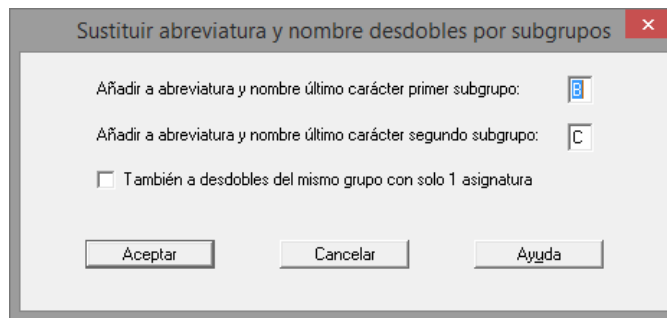 Sustituir abreviatura y nombre desdobles por subgrupos
Añadir a abreviatura y nombre último carácter primer subgrupo: B
Añadir a abreviatura y nombre último carácter segundo subgrupo: C
También a desdobles del mismo grupo con solo 1 asignatura
Aceptar Cancelar Ayuda